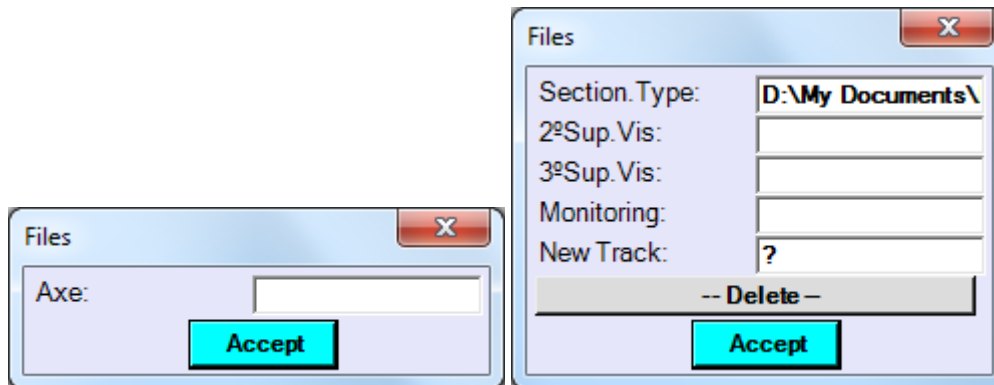 Files
Axe:
Accept
Files
Section.Type: D:\My Documents\
2ºSup.Vis:
3ºSup.Vis:
Monitoring:
New Track: ?
-- Delete --
Accept